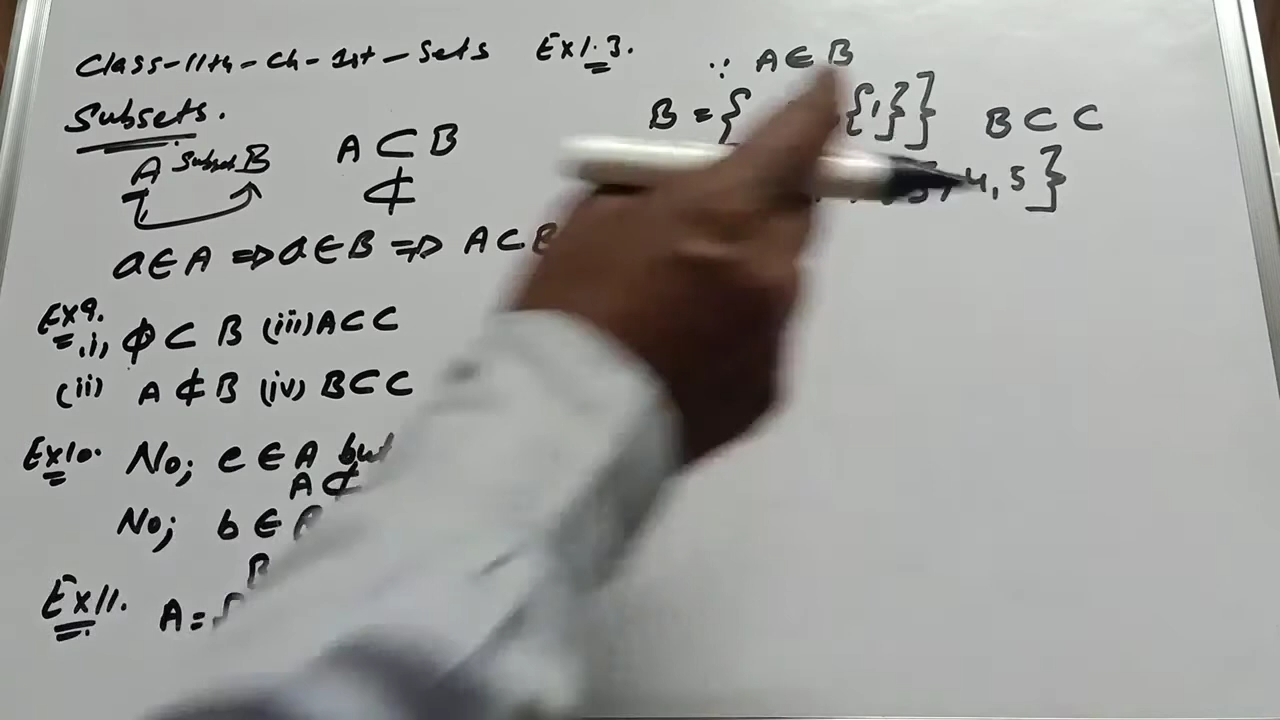 Class-11th-Ch-1st-Sets Ex1.3.
Subsets.
A Subset B A ⊂ B
⊄
a∈A ⇒ a∈B ⇒ A⊂B
Ex9.
(i) ϕ ⊂ B (iii) A⊂C
(ii) A ⊄ B (iv) B⊂C
Ex10. No; e ∈ A but
A⊄
No; b ∈
B
Ex11. A={
∵ A∈B
B = { {1}} B ⊂ C
4, 5 }